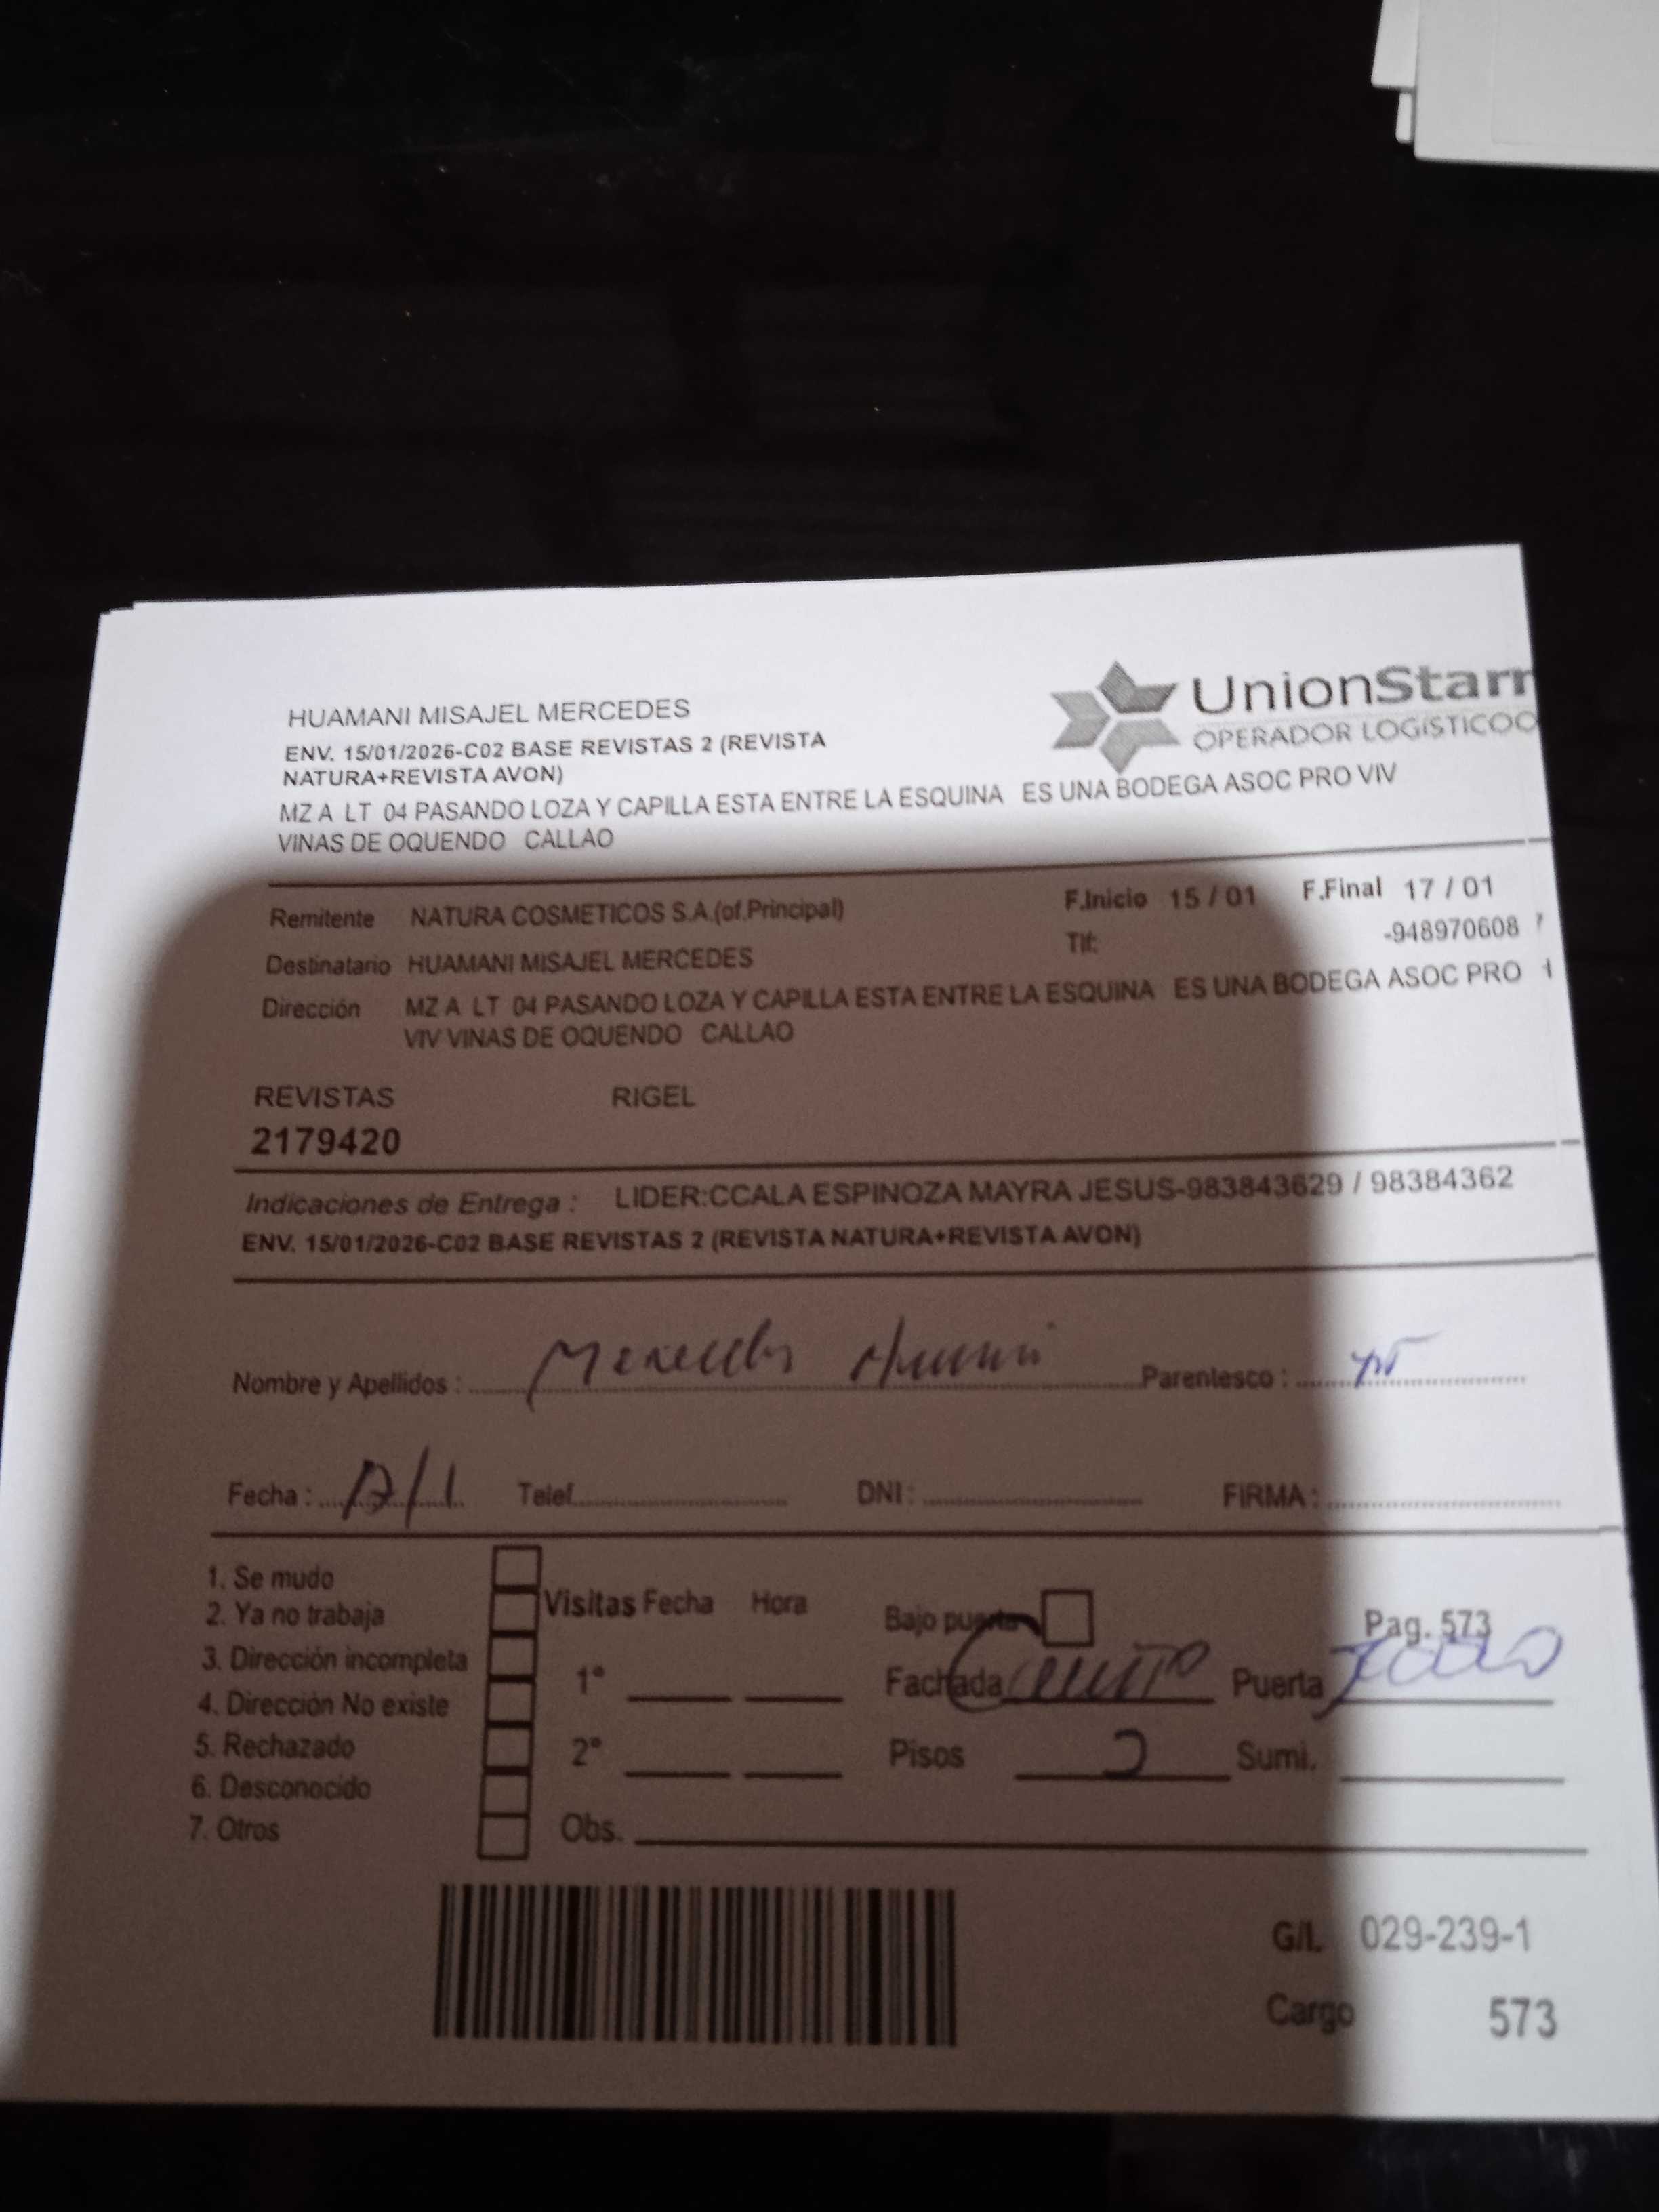 HUAMANI MISAJEL MERCEDES
UnionStarr
OPERADOR LOGÍSTICOO
ENV. 15/01/2026-C02 BASE REVISTAS 2 (REVISTA
NATURA+REVISTA AVON)
MZ A LT 04 PASANDO LOZA Y CAPILLA ESTA ENTRE LA ESQUINA ES UNA BODEGA ASOC PRO VIV
VINAS DE OQUENDO CALLAO
Remitente NATURA COSMETICOS S.A.(of.Principal) F.Inicio 15 / 01 F.Final 17 / 01
Destinatario HUAMANI MISAJEL MERCEDES Tlf: -948970608
Dirección MZ A LT 04 PASANDO LOZA Y CAPILLA ESTA ENTRE LA ESQUINA ES UNA BODEGA ASOC PRO
VIV VINAS DE OQUENDO CALLAO
REVISTAS RIGEL
2179420
Indicaciones de Entrega : LIDER:CCALA ESPINOZA MAYRA JESUS-983843629 / 98384362
ENV. 15/01/2026-C02 BASE REVISTAS 2 (REVISTA NATURA+REVISTA AVON)
Nombre y Apellidos : Mercedes Huamani Parentesco :
Fecha : Telef. DNI : FIRMA :
1. Se mudo
2. Ya no trabaja
3. Dirección incompleta
4. Dirección No existe
5. Rechazado
6. Desconocido
7. Otros
Visitas Fecha Hora
1°
2°
Obs.
Bajo puerta Pag. 573
Fachada Puerta
Pisos 2 Sumi.
G/L 029-239-1
Cargo 573